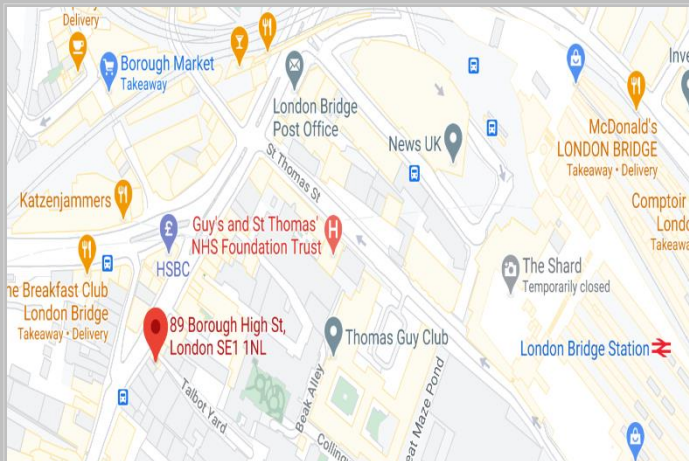 Delivery
Borough Market
Takeaway
London Bridge
Post Office
News UK
Inve
McDonald's
LONDON BRIDGE
Takeaway • Delivery
St Thomas St
Katzenjammers
Guy's and St Thomas'
NHS Foundation Trust
H
Comptoir
Londo
Takeawa
£
HSBC
The Shard
Temporarily closed
he Breakfast Club
London Bridge
Takeaway • Delivery
89 Borough High St,
London SE1 1NL
Thomas Guy Club
London Bridge Station
Talbot Yard
Beak Alley
eat Maze Pond
Colling